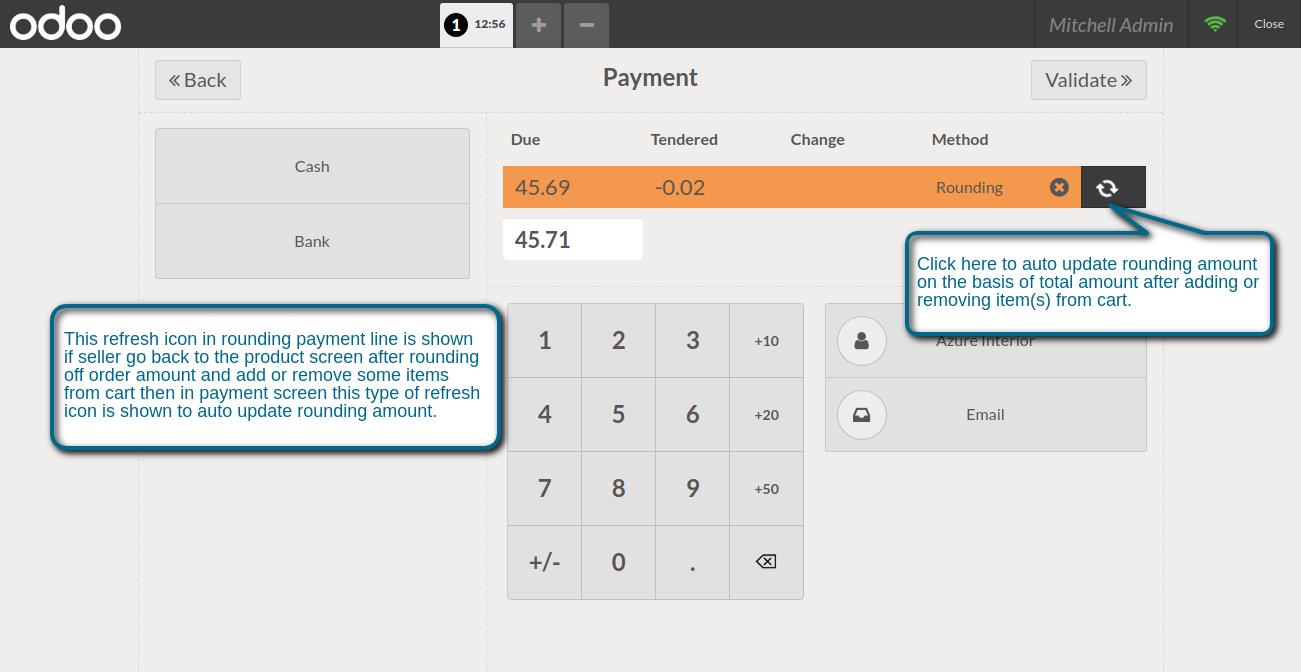 odoo
1 12:56 + −
Mitchell Admin
Close
« Back
Payment
Validate »
Cash
Bank
Due Tendered Change Method
45.69 -0.02 Rounding
45.71
Click here to auto update rounding amount
on the basis of total amount after adding or
removing item(s) from cart.
This refresh icon in rounding payment line is shown
if seller go back to the product screen after rounding
off order amount and add or remove some items
from cart then in payment screen this type of refresh
icon is shown to auto update rounding amount.
1 2 3 +10
4 5 6 +20
7 8 9 +50
+/- 0 .
Azure Interior
Email